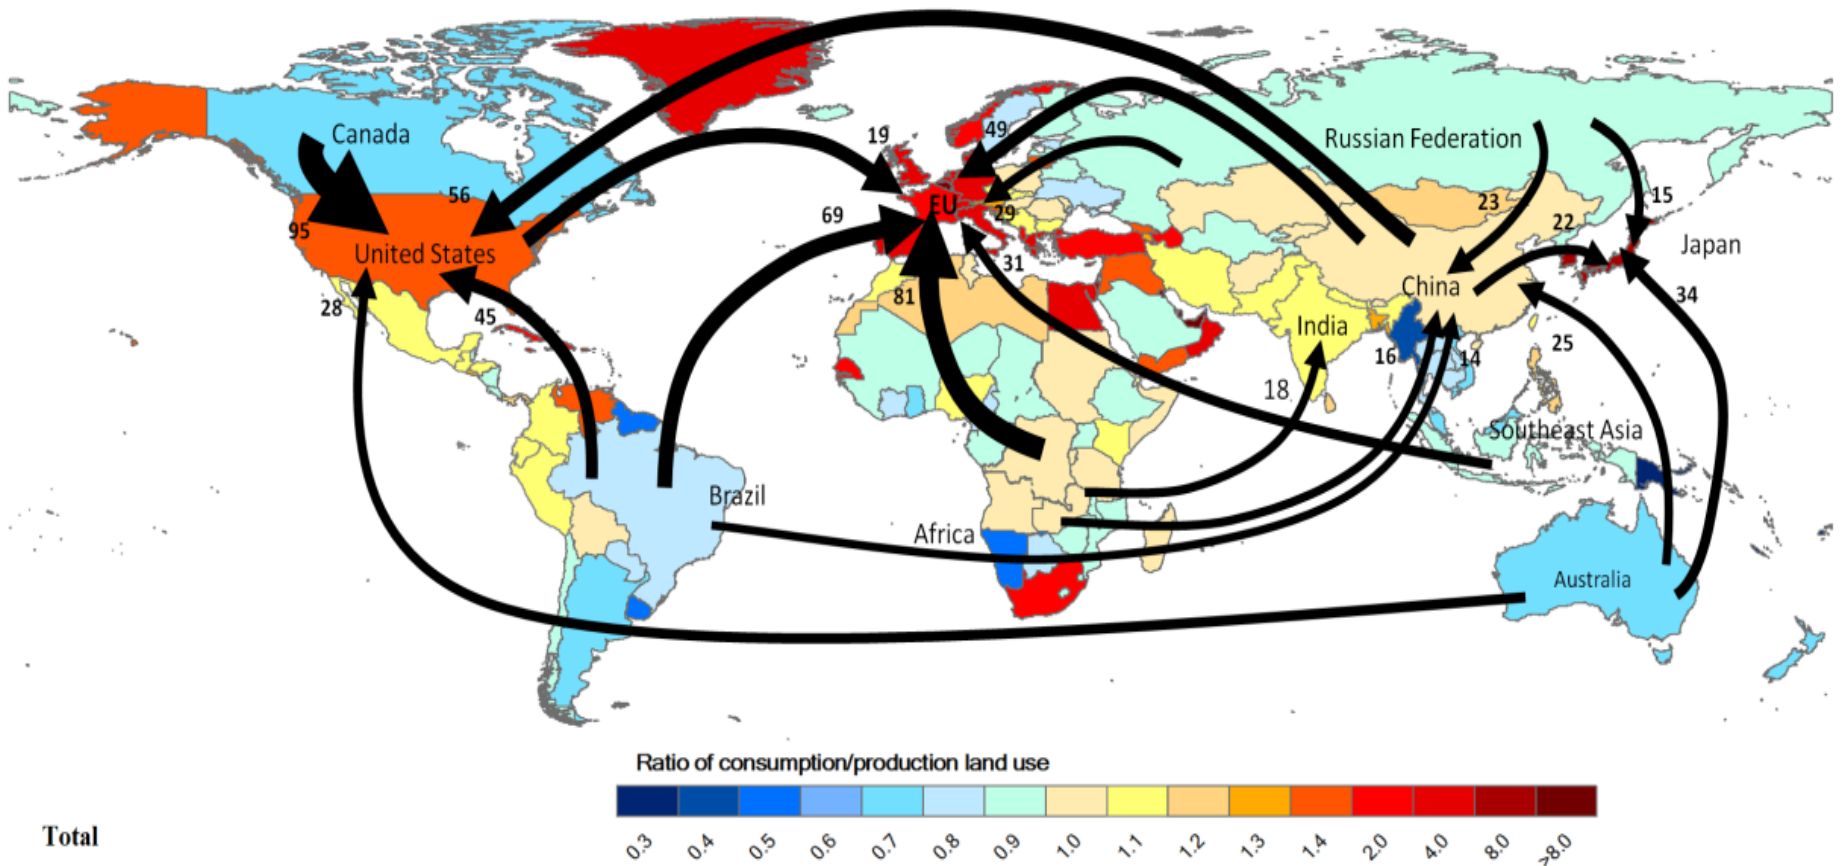 Canada
19
49
Russian Federation
56
EU
29
23
15
95
69
22
Japan
United States
31
China
28
45
81
34
India
16
14
25
18
Southeast Asia
Brazil
Africa
Australia
Ratio of consumption/production land use
Total
0.3 0.4 0.5 0.6 0.7 0.8 0.9 1.0 1.1 1.2 1.3 1.4 2.0 4.0 8.0 >8.0